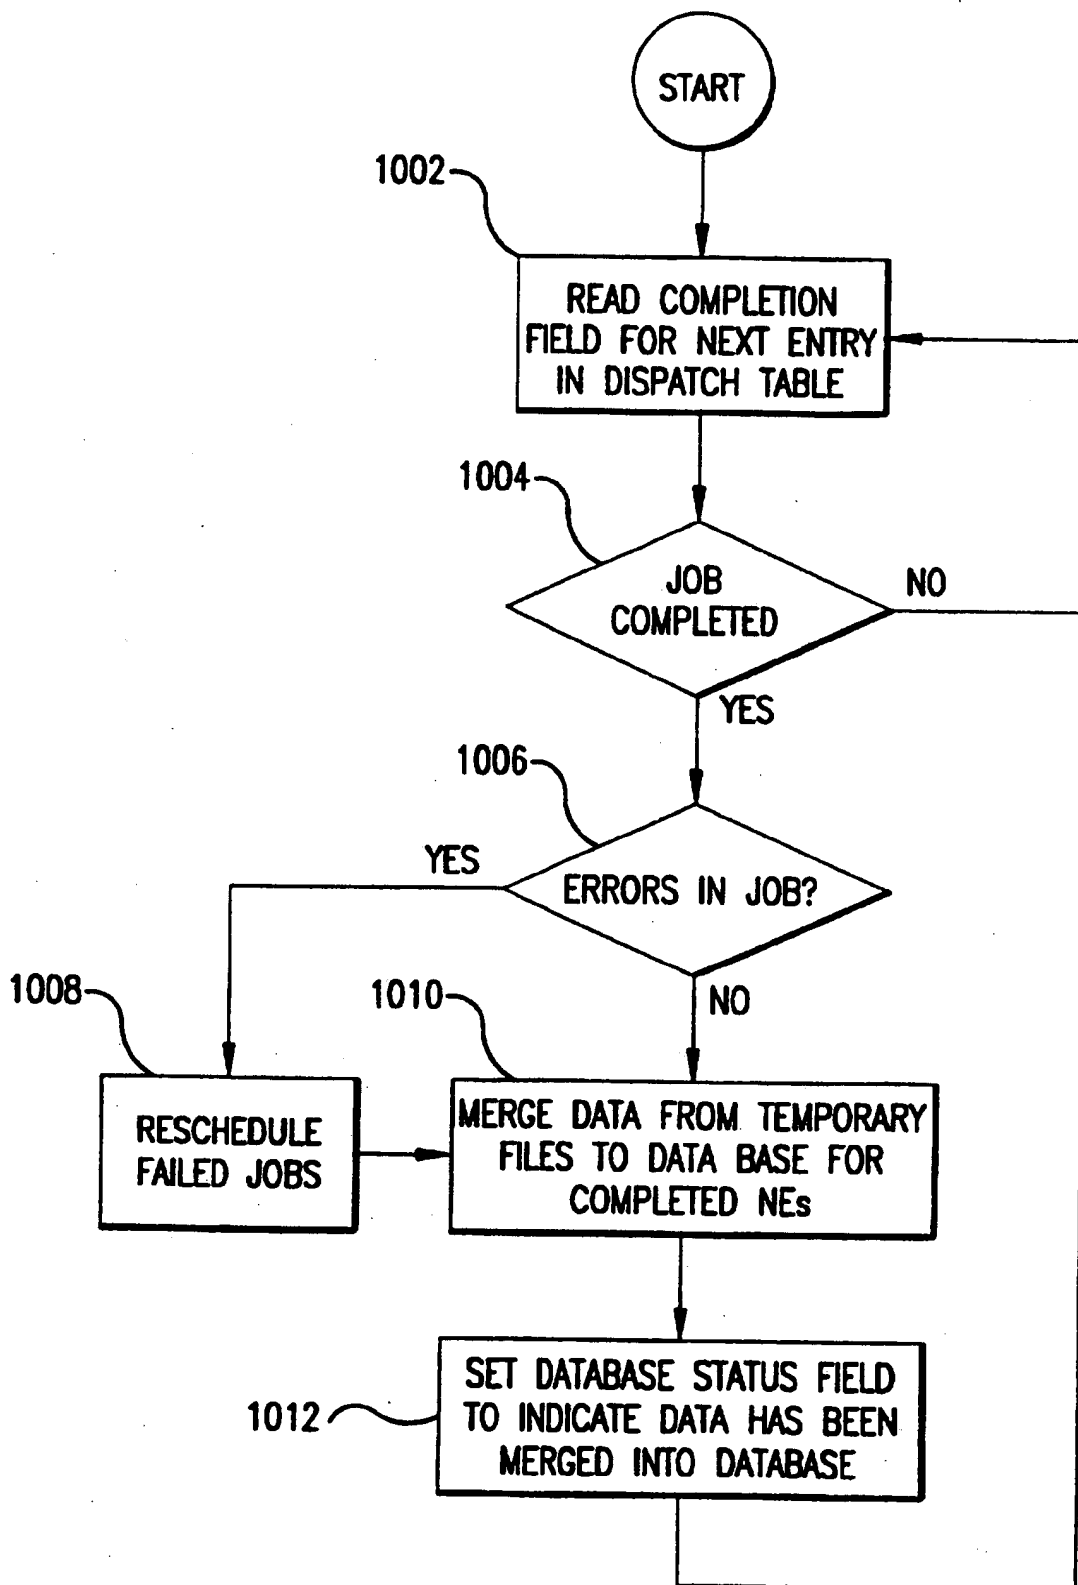 START
1002
READ COMPLETION
FIELD FOR NEXT ENTRY
IN DISPATCH TABLE
1004
JOB
COMPLETED
NO
YES
1006
YES
ERRORS IN JOB?
NO
1008
1010
RESCHEDULE
FAILED JOBS
MERGE DATA FROM TEMPORARY
FILES TO DATA BASE FOR
COMPLETED NEs
1012
SET DATABASE STATUS FIELD
TO INDICATE DATA HAS BEEN
MERGED INTO DATABASE